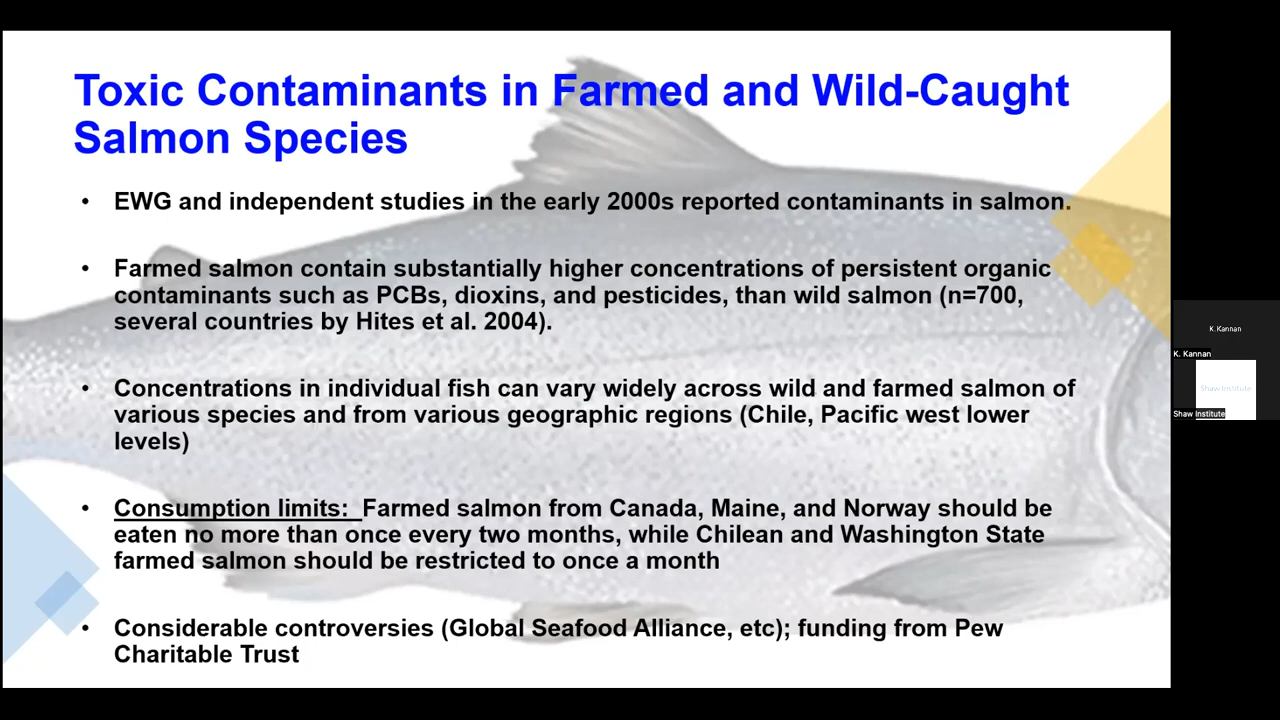 Toxic Contaminants in Farmed and Wild-Caught
Salmon Species
• EWG and independent studies in the early 2000s reported contaminants in salmon.
• Farmed salmon contain substantially higher concentrations of persistent organic
contaminants such as PCBs, dioxins, and pesticides, than wild salmon (n=700,
several countries by Hites et al. 2004).
• Concentrations in individual fish can vary widely across wild and farmed salmon of
various species and from various geographic regions (Chile, Pacific west lower
levels)
• Consumption limits: Farmed salmon from Canada, Maine, and Norway should be
eaten no more than once every two months, while Chilean and Washington State
farmed salmon should be restricted to once a month
• Considerable controversies (Global Seafood Alliance, etc); funding from Pew
Charitable Trust
K. Kannan
K. Kannan
Shaw Institute
Shaw Institute